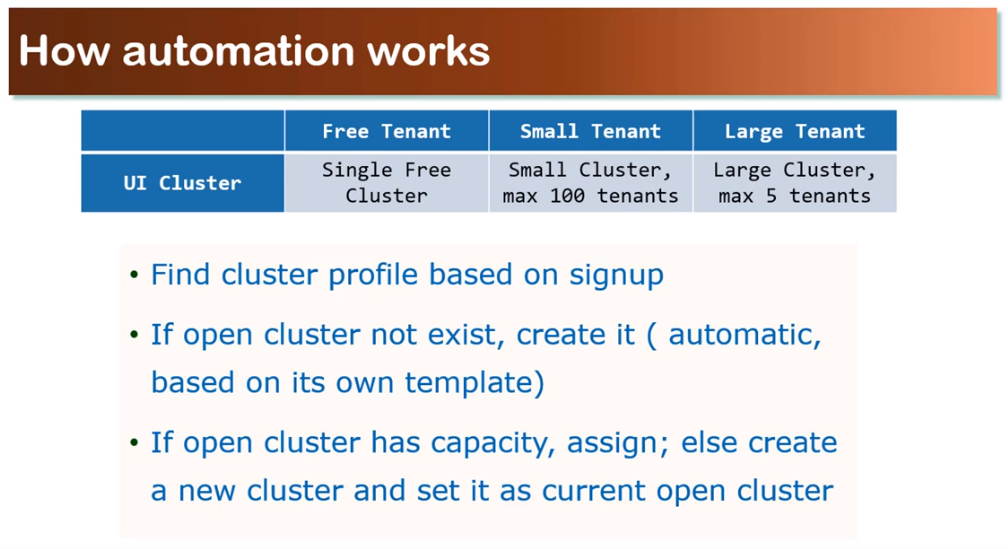 How automation works
Free Tenant Small Tenant Large Tenant
UI Cluster
Single Free
Cluster
Small Cluster,
max 100 tenants
Large Cluster,
max 5 tenants
• Find cluster profile based on signup
• If open cluster not exist, create it ( automatic,
based on its own template)
• If open cluster has capacity, assign; else create
a new cluster and set it as current open cluster